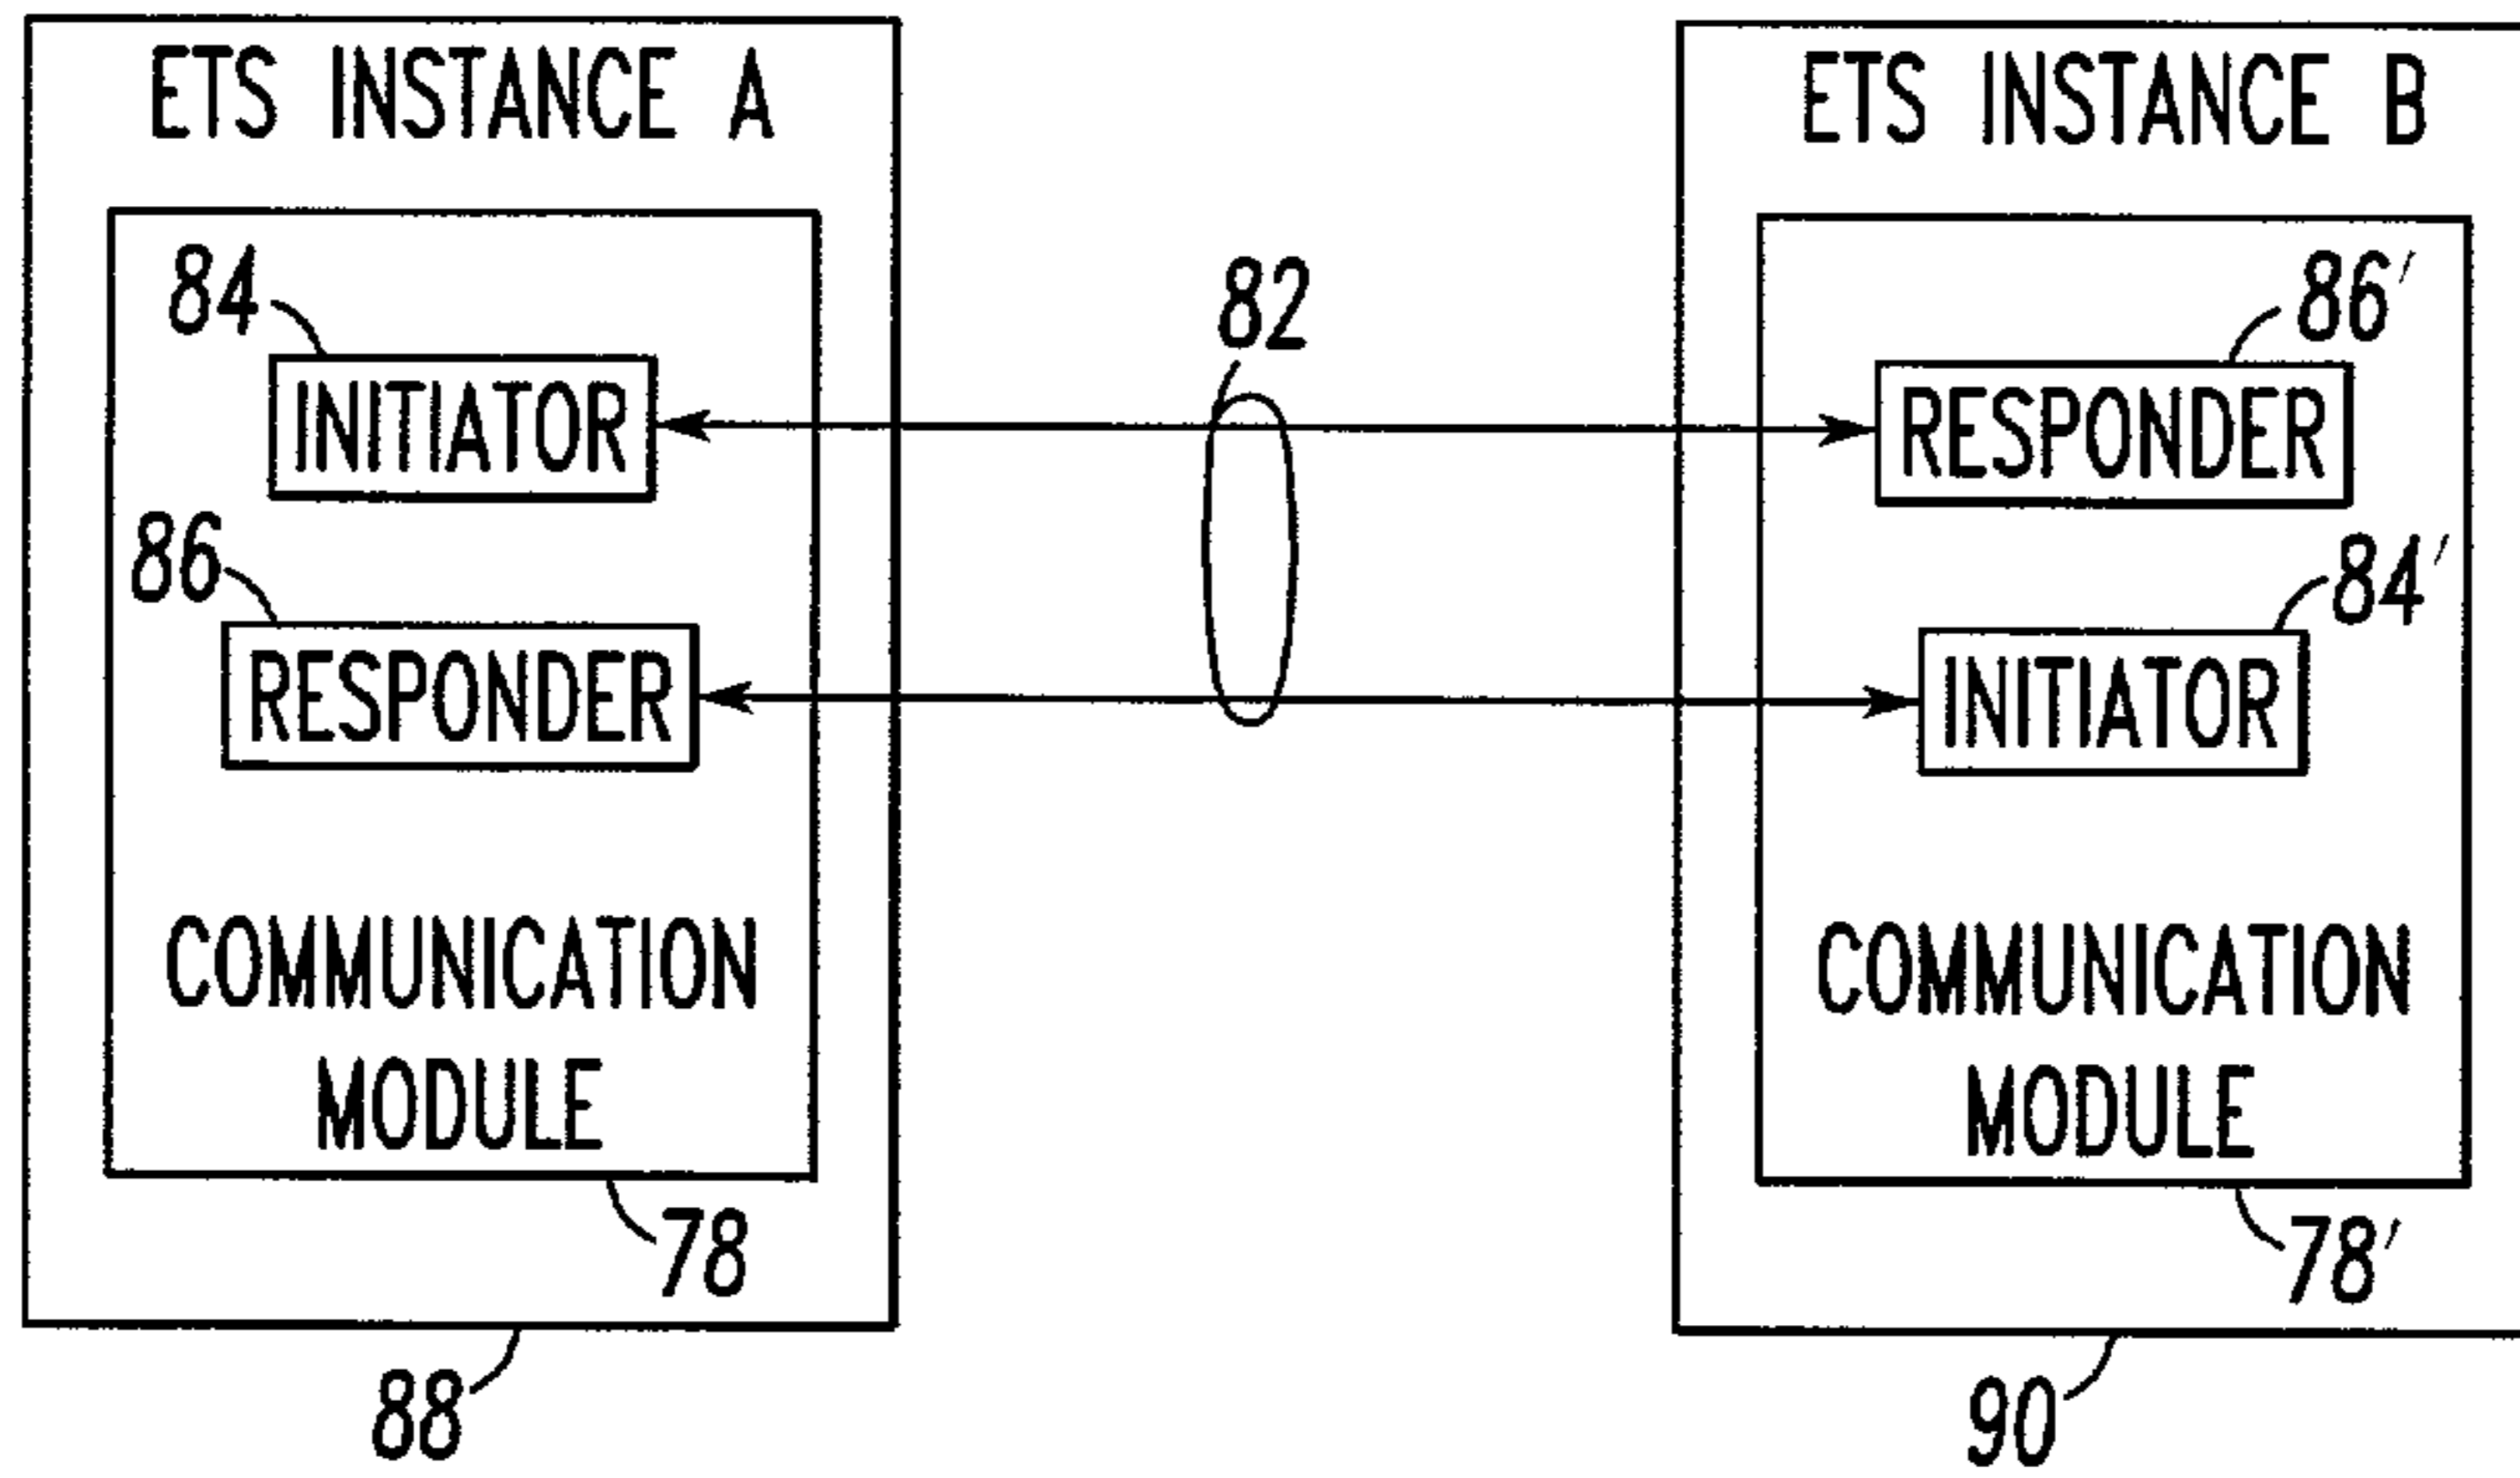 ETS INSTANCE A
84
INITIATOR
86
RESPONDER
COMMUNICATION
MODULE
78
88
82
ETS INSTANCE B
86'
RESPONDER
84'
INITIATOR
COMMUNICATION
MODULE
78'
90